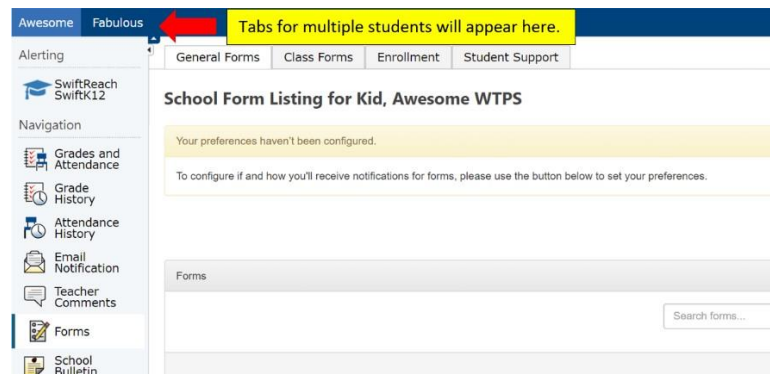 Awesome Fabulous
Tabs for multiple students will appear here.
Alerting
SwiftReach
SwiftK12
Navigation
Grades and
Attendance
Grade
History
Attendance
History
Email
Notification
Teacher
Comments
Forms
School
Bulletin
General Forms Class Forms Enrollment Student Support
School Form Listing for Kid, Awesome WTPS
Your preferences haven't been configured.
To configure if and how you'll receive notifications for forms, please use the button below to set your preferences.
Forms
Search forms...